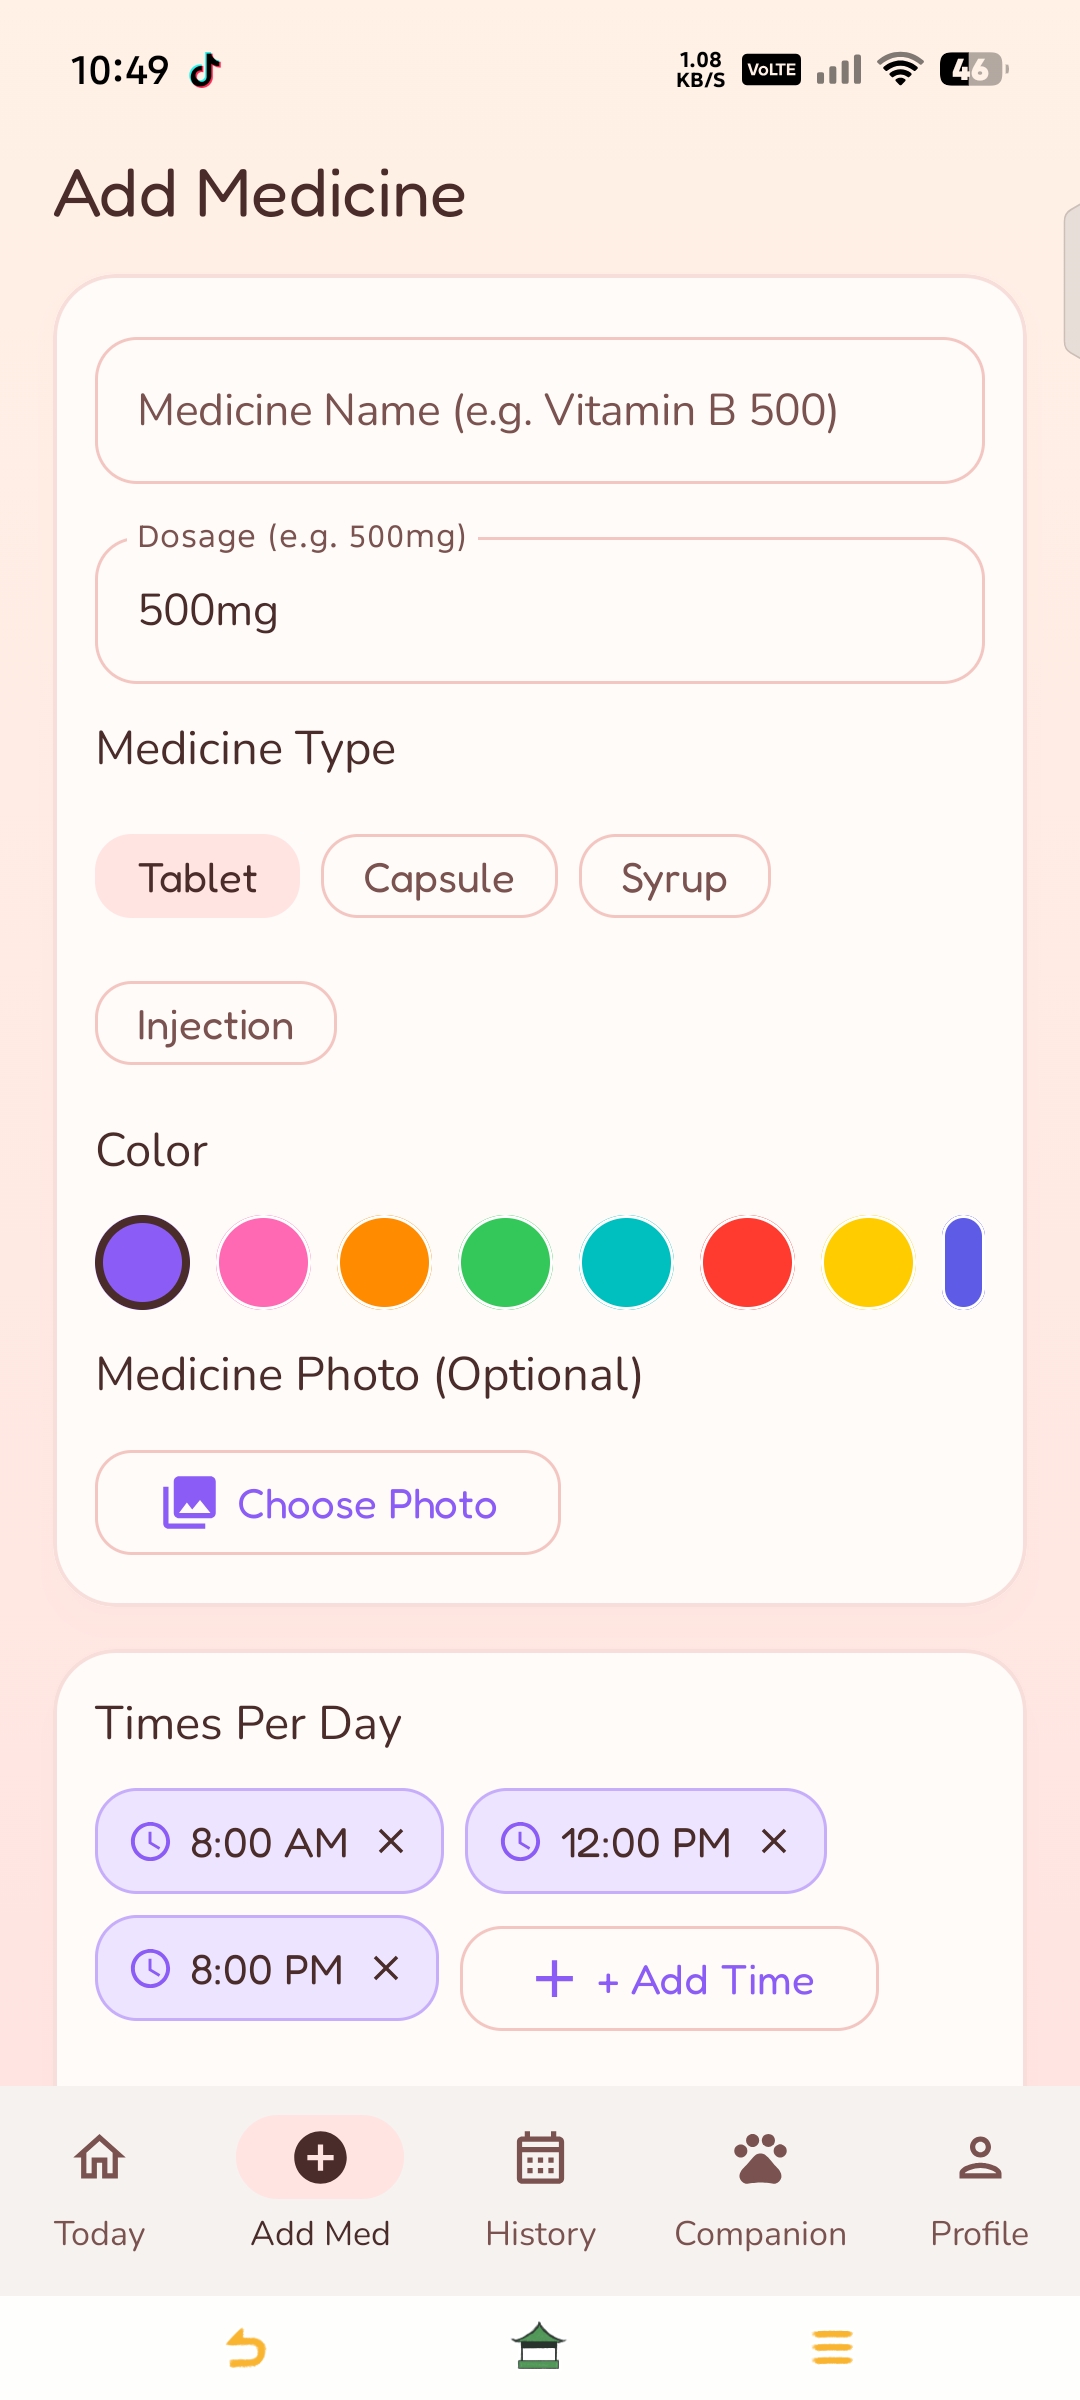 10:49
1.08
KB/S
VoLTE
46
Add Medicine
Medicine Name (e.g. Vitamin B 500)
Dosage (e.g. 500mg)
500mg
Medicine Type
Tablet Capsule Syrup
Injection
Color
Medicine Photo (Optional)
Choose Photo
Times Per Day
8:00 AM 12:00 PM
8:00 PM + Add Time
Today Add Med History Companion Profile